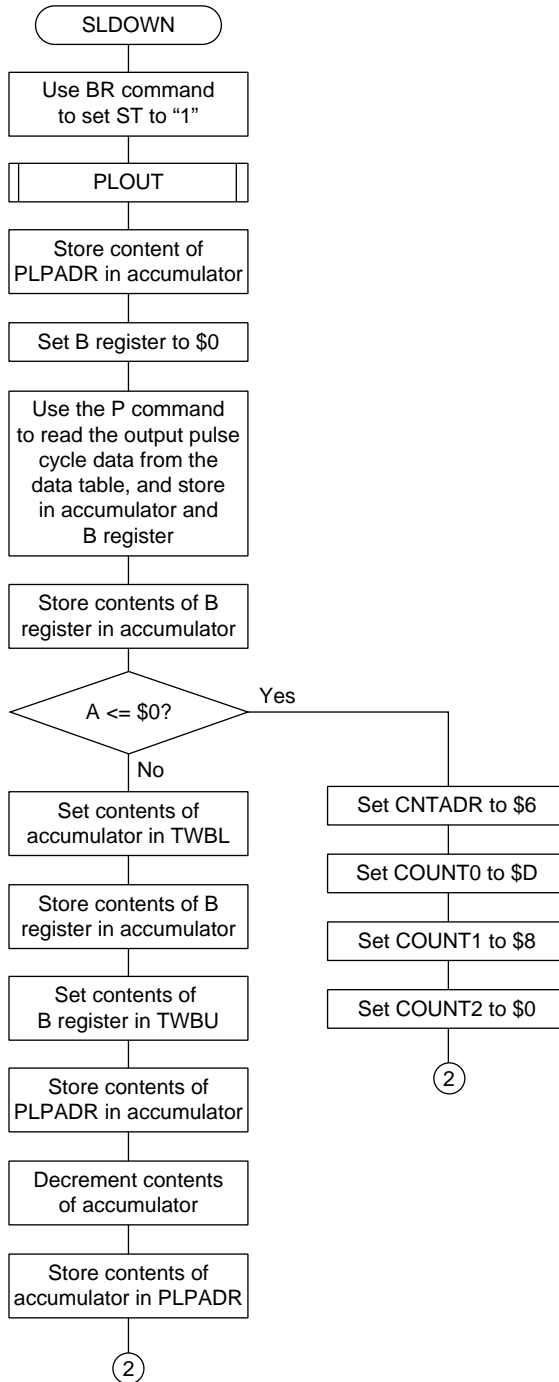 SLDOWN
Use BR command
to set ST to “1”
PLOUT
Store content of
PLPADR in accumulator
Set B register to $0
Use the P command
to read the output pulse
cycle data from the
data table, and store
in accumulator and
B register
Store contents of B
register in accumulator
A <= $0?
Yes
No
Set contents of
accumulator in TWBL
Store contents of B
register in accumulator
Set contents of
B register in TWBU
Store contents of
PLPADR in accumulator
Decrement contents
of accumulator
Store contents of
accumulator in PLPADR
2
Set CNTADR to $6
Set COUNT0 to $D
Set COUNT1 to $8
Set COUNT2 to $0
2